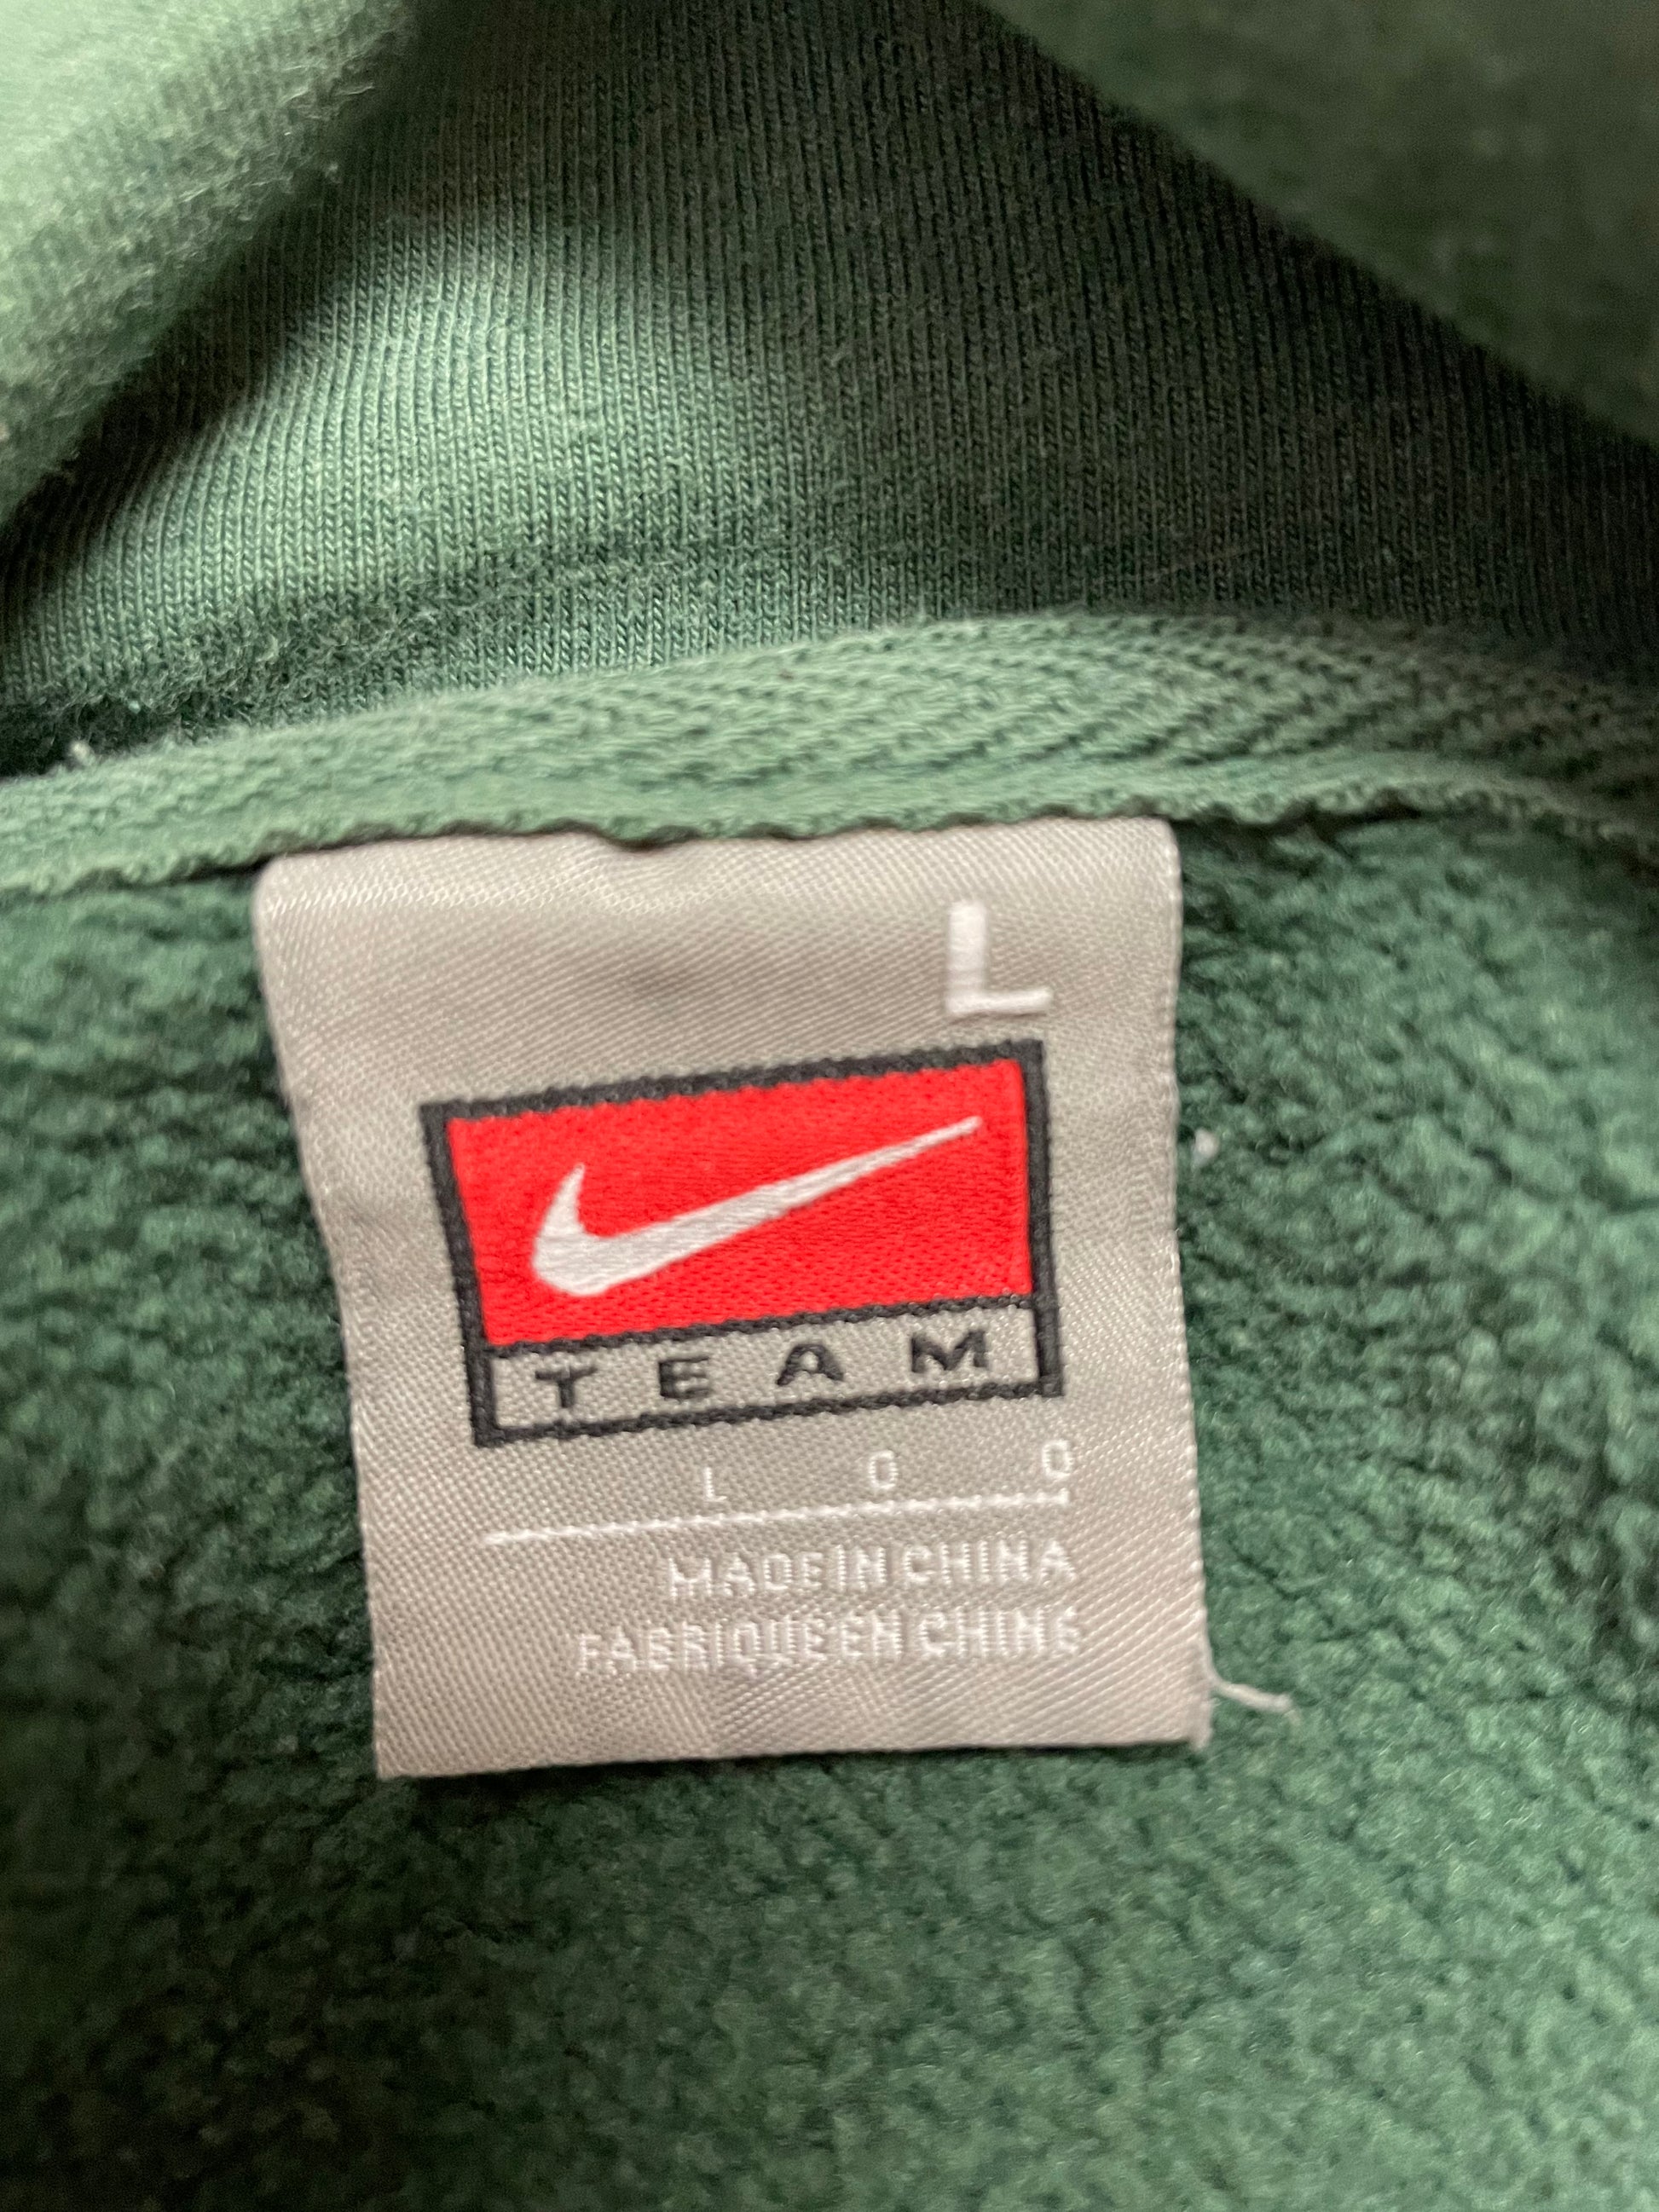 L
TEAM
L O G
MADE IN CHINA
FABRIQUE EN CHINE